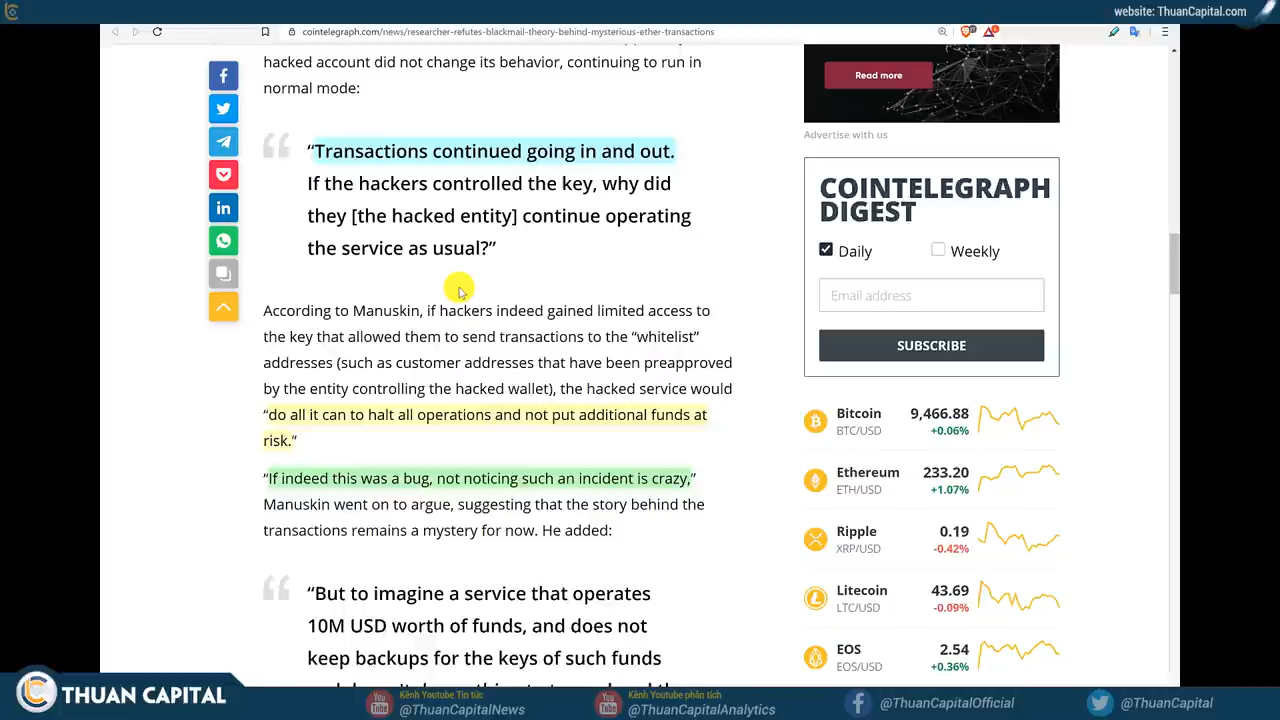 website: ThuanCapital.com
cointelegraph.com/news/researcher-refutes-blackmail-theory-behind-mysterious-ether-transactions
hacked account did not change its behavior, continuing to run in
normal mode:
“Transactions continued going in and out.
If the hackers controlled the key, why did
they [the hacked entity] continue operating
the service as usual?”
According to Manuskin, if hackers indeed gained limited access to
the key that allowed them to send transactions to the “whitelist”
addresses (such as customer addresses that have been preapproved
by the entity controlling the hacked wallet), the hacked service would
“do all it can to halt all operations and not put additional funds at
risk.”
“If indeed this was a bug, not noticing such an incident is crazy,”
Manuskin went on to argue, suggesting that the story behind the
transactions remains a mystery for now. He added:
“But to imagine a service that operates
10M USD worth of funds, and does not
keep backups for the keys of such funds
Read more
Advertise with us
COINTELEGRAPH
DIGEST
Daily
Weekly
Email address
SUBSCRIBE
Bitcoin 9,466.88
BTC/USD +0.06%
Ethereum 233.20
ETH/USD +1.07%
Ripple 0.19
XRP/USD -0.42%
Litecoin 43.69
LTC/USD -0.09%
EOS 2.54
EOS/USD +0.36%
THUAN CAPITAL
Kênh Youtube Tin tức
@ThuanCapitalNews
Kênh Youtube phân tích
@ThuanCapitalAnalytics
@ThuanCapitalOfficial
@ThuanCapital